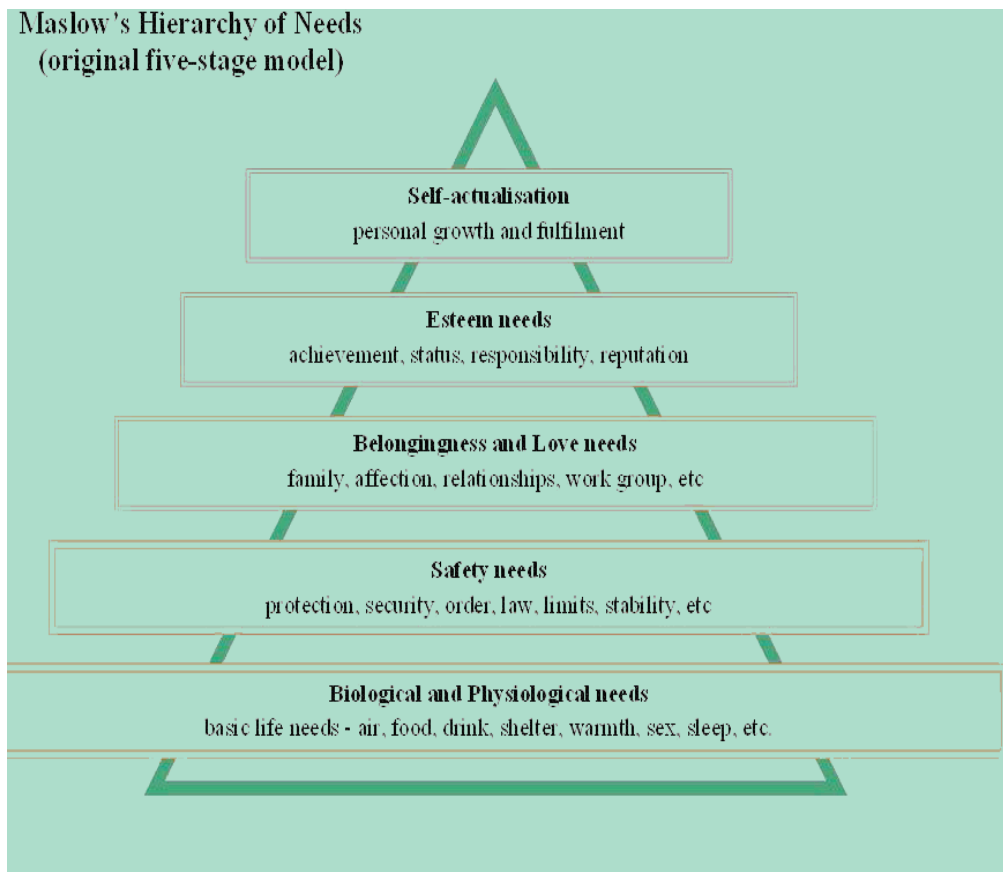 Maslow's Hierarchy of Needs
(original five-stage model)
Self-actualisation
personal growth and fulfilment
Esteem needs
achievement, status, responsibility, reputation
Belongingness and Love needs
family, affection, relationships, work group, etc
Safety needs
protection, security, order, law, limits, stability, etc
Biological and Physiological needs
basic life needs - air, food, drink, shelter, warmth, sex, sleep, etc.